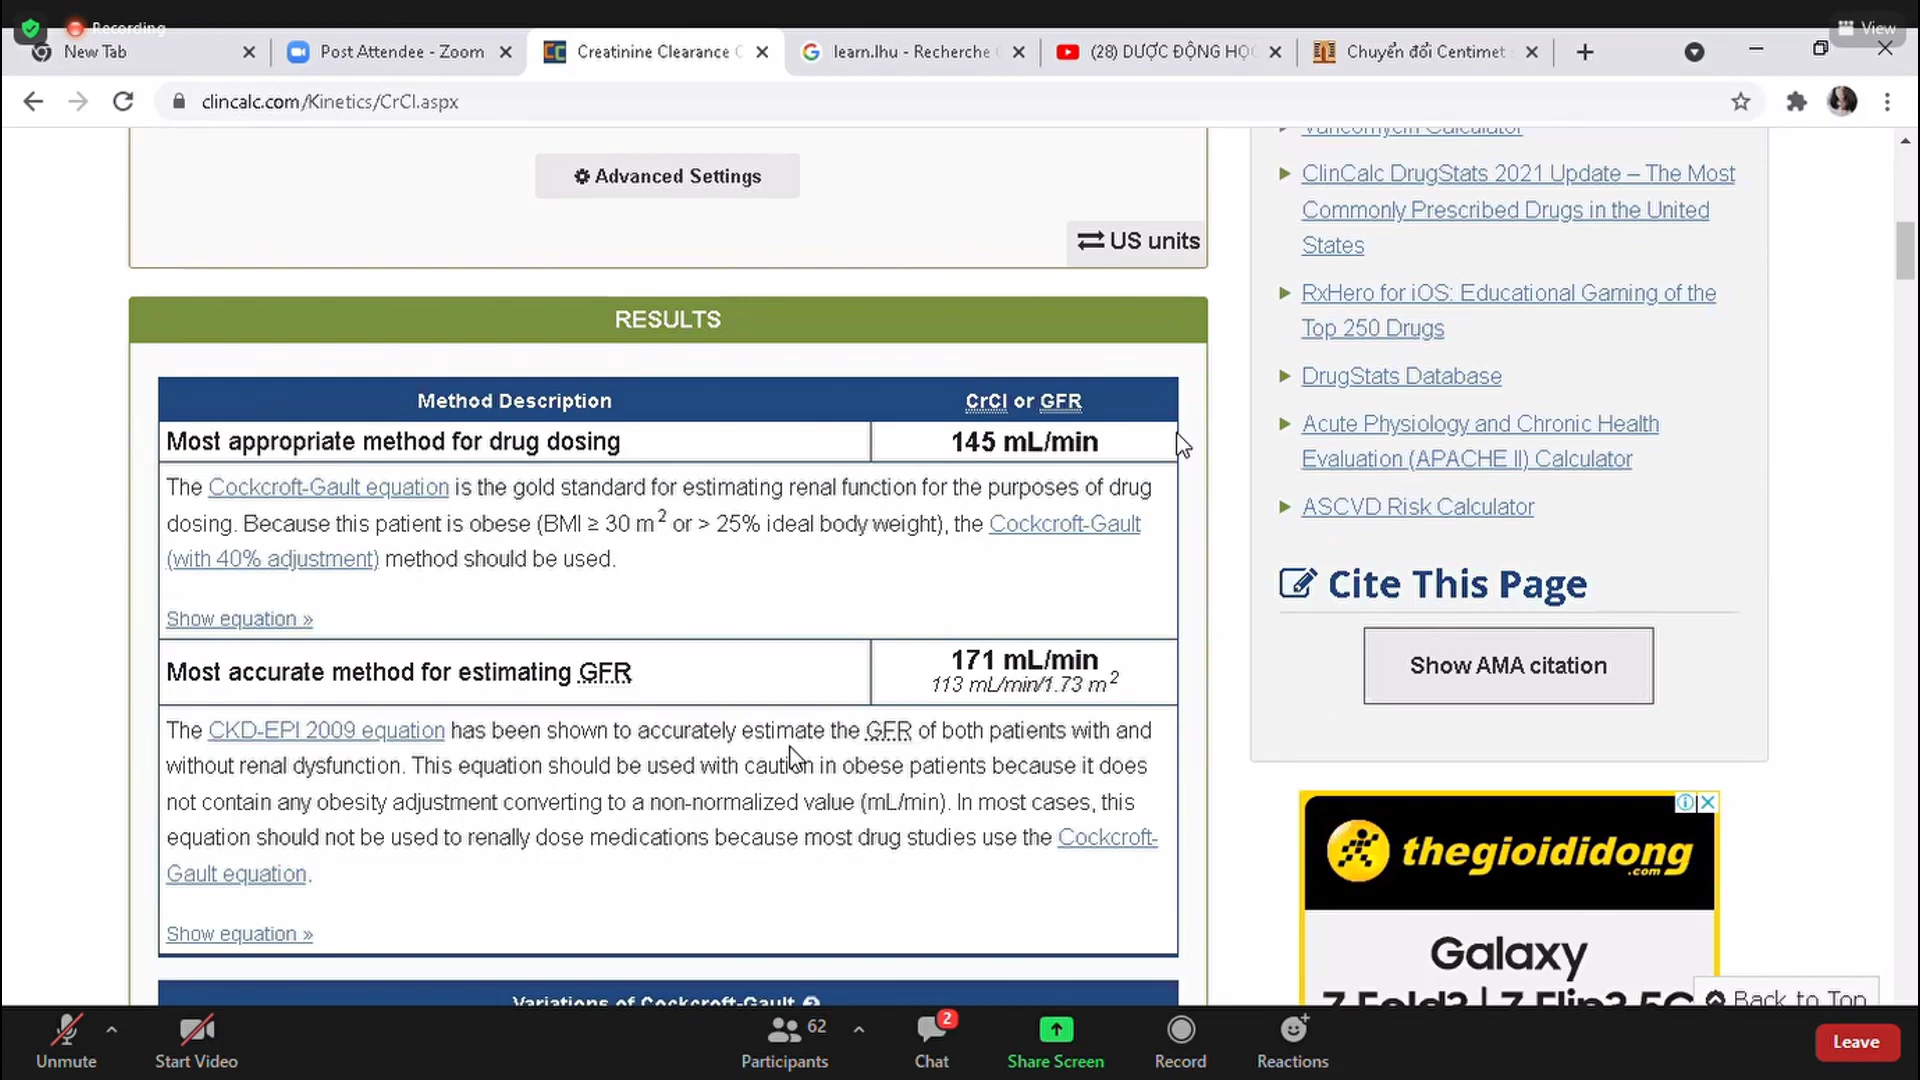 Recording
View
New Tab
Post Attendee - Zoom
Creatinine Clearance C
learn.lhu - Recherche
(28) DƯỢC ĐỘNG HỌC
Chuyển đổi Centimet
clincalc.com/Kinetics/CrCl.aspx
Advanced Settings
US units
RESULTS
Method Description
CrCl or GFR
Most appropriate method for drug dosing
145 mL/min
The Cockcroft-Gault equation is the gold standard for estimating renal function for the purposes of drug
dosing. Because this patient is obese (BMI ≥ 30 m² or > 25% ideal body weight), the Cockcroft-Gault
(with 40% adjustment) method should be used.
Show equation »
Most accurate method for estimating GFR
171 mL/min
113 mL/min/1.73 m²
The CKD-EPI 2009 equation has been shown to accurately estimate the GFR of both patients with and
without renal dysfunction. This equation should be used with caution in obese patients because it does
not contain any obesity adjustment converting to a non-normalized value (mL/min). In most cases, this
equation should not be used to renally dose medications because most drug studies use the Cockcroft-
Gault equation.
Show equation »
Variations of Cockcroft-Gault
Vancomycin Calculator
ClinCalc DrugStats 2021 Update – The Most
Commonly Prescribed Drugs in the United
States
RxHero for iOS: Educational Gaming of the
Top 250 Drugs
DrugStats Database
Acute Physiology and Chronic Health
Evaluation (APACHE II) Calculator
ASCVD Risk Calculator
Cite This Page
Show AMA citation
thegioididong
.com
Galaxy
Z Fold3 | Z Flip3 5G
Back to Top
Unmute
Start Video
62
Participants
2
Chat
Share Screen
Record
Reactions
Leave